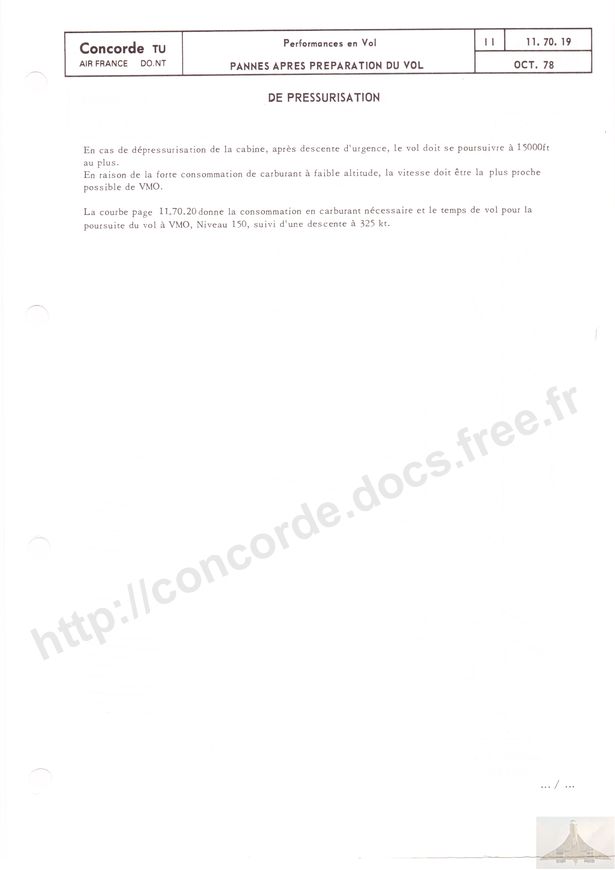 Concorde TU
AIR FRANCE DO.NT
Performances en Vol
PANNES APRES PREPARATION DU VOL
11
11. 70. 19
OCT. 78
DE PRESSURISATION
En cas de dépressurisation de la cabine, après descente d'urgence, le vol doit se poursuivre à 15000ft
au plus.
En raison de la forte consommation de carburant à faible altitude, la vitesse doit être la plus proche
possible de VMO.
La courbe page 11.70.20 donne la consommation en carburant nécessaire et le temps de vol pour la
poursuite du vol à VMO, Niveau 150, suivi d'une descente à 325 kt.
http://concorde.docs.free.fr
... / ...